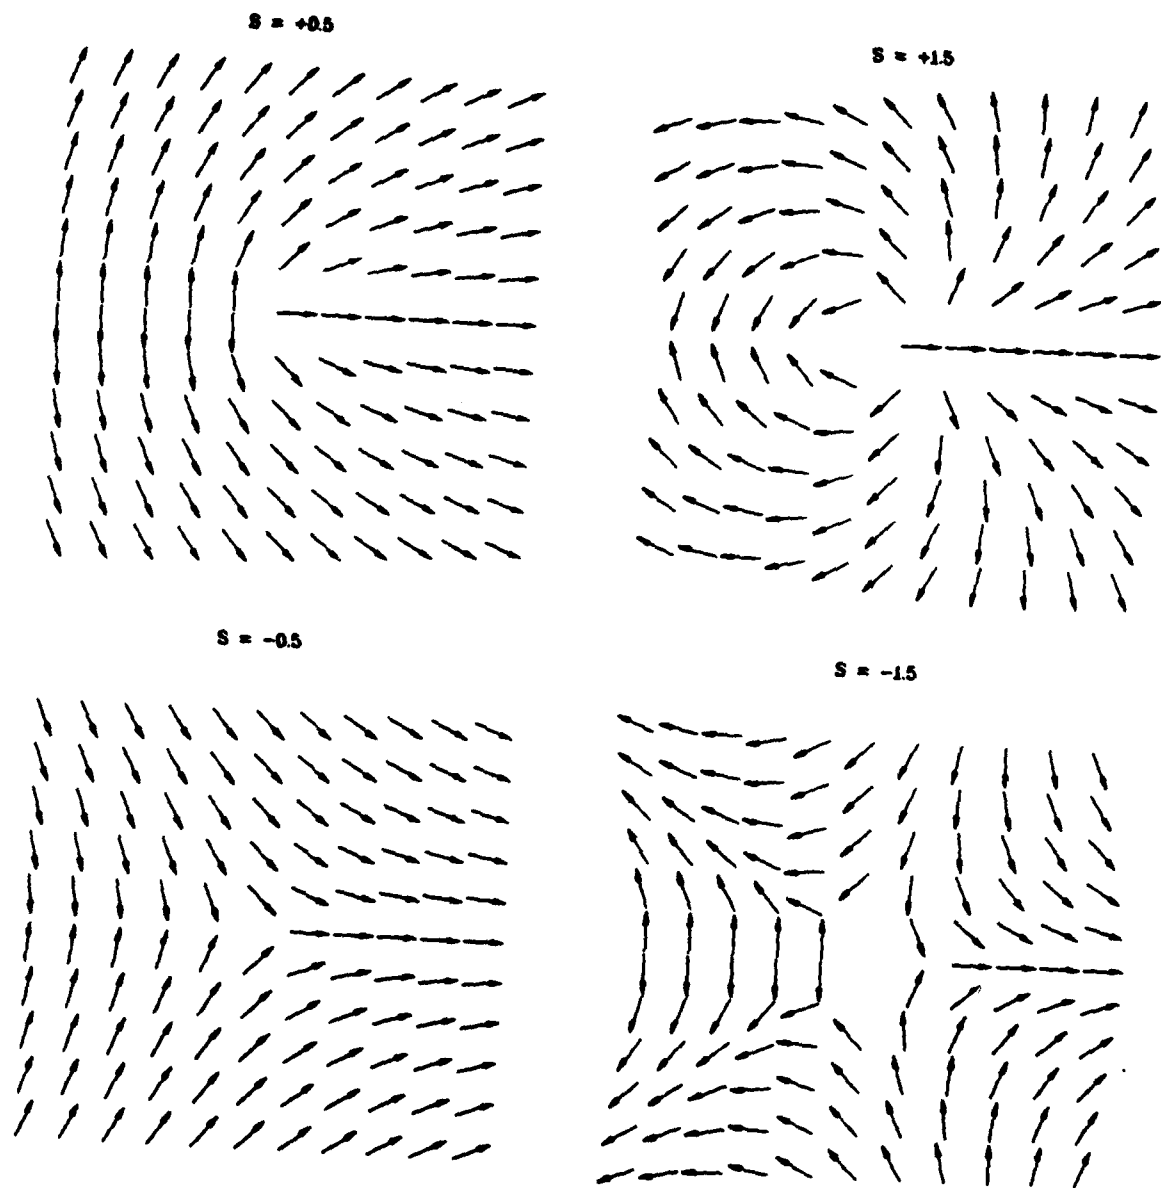 S = +0.5
S = +1.5
S = -0.5
S = -1.5